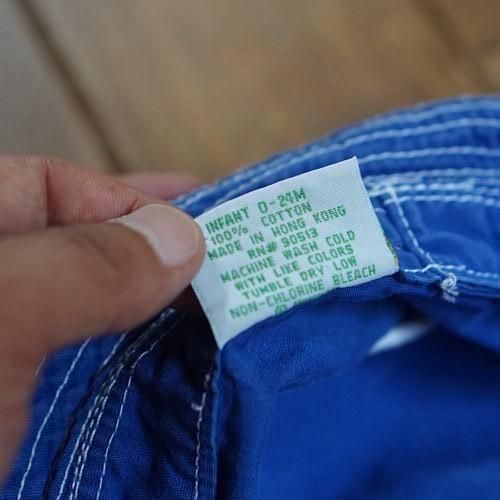 INFANT 0-24M
100% COTTON
MADE IN HONG KONG
RN# 90513
MACHINE WASH COLD
WITH LIKE COLORS
TUMBLE DRY LOW
NON-CHLORINE BLEACH